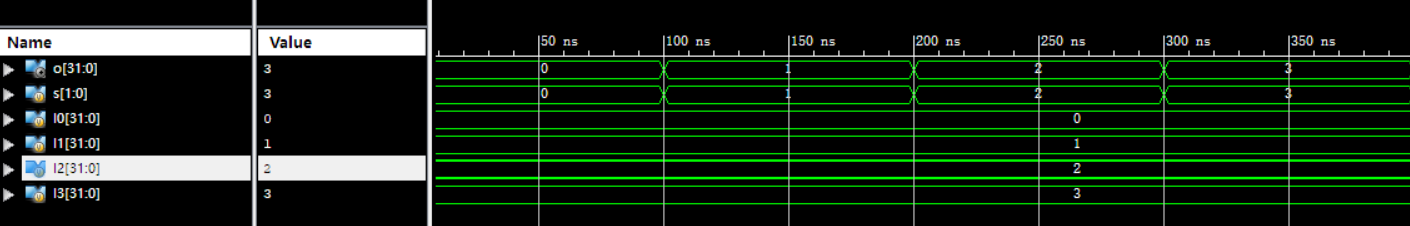 Name Value 50 ns 100 ns 150 ns 200 ns 250 ns 300 ns 350 ns
o[31:0] 3 0 1 2 3
s[1:0] 3 0 1 2 3
I0[31:0] 0 0
I1[31:0] 1 1
I2[31:0] 2 2
I3[31:0] 3 3